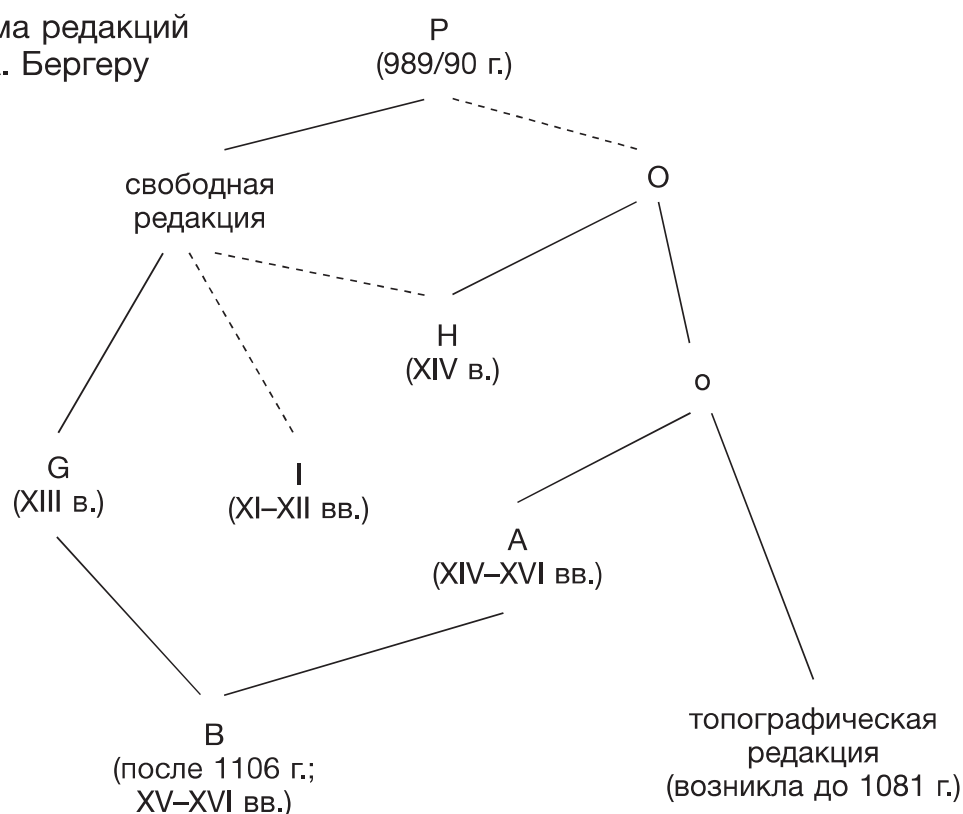 ма редакций
. Бергеру
P
(989/90 г.)
свободная
редакция
O
H
(XIV в.)
o
G
(XIII в.)
I
(XI–XII вв.)
A
(XIV–XVI вв.)
B
(после 1106 г.;
XV–XVI вв.)
топографическая
редакция
(возникла до 1081 г.)